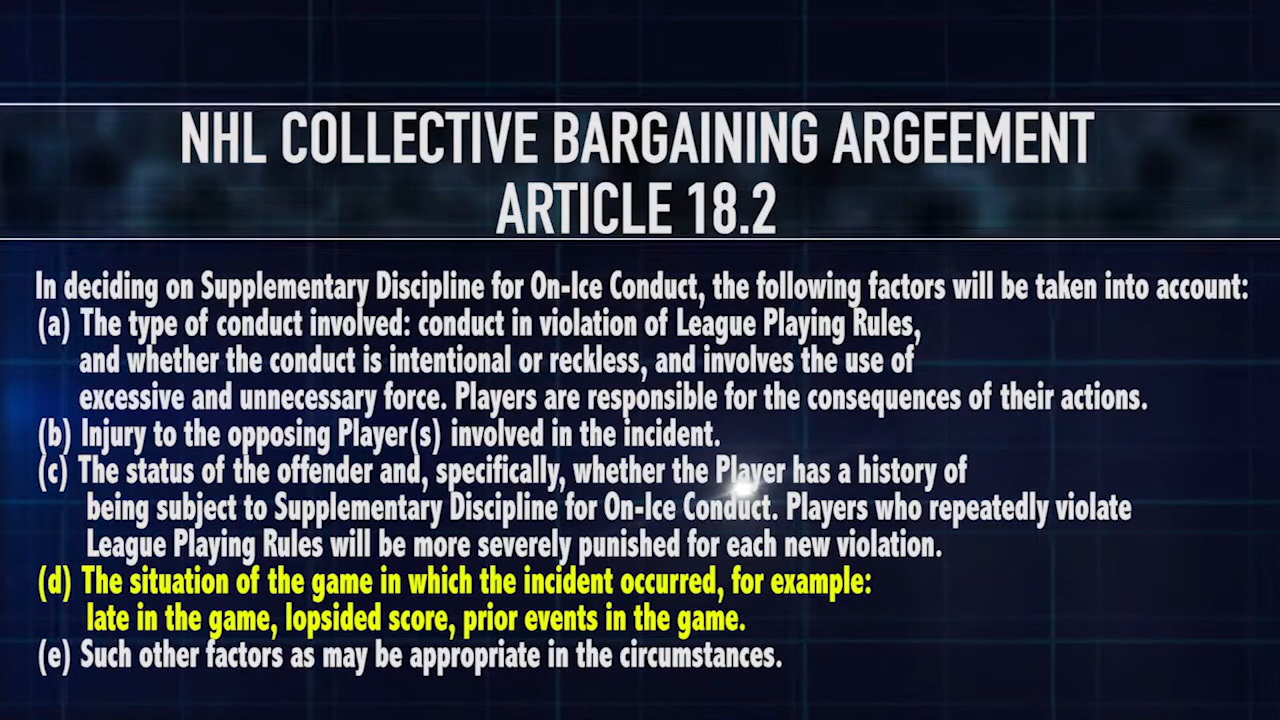 NHL COLLECTIVE BARGAINING ARGEEMENT
ARTICLE 18.2
In deciding on Supplementary Discipline for On-Ice Conduct, the following factors will be taken into account:
(a) The type of conduct involved: conduct in violation of League Playing Rules,
and whether the conduct is intentional or reckless, and involves the use of
excessive and unnecessary force. Players are responsible for the consequences of their actions.
(b) Injury to the opposing Player(s) involved in the incident.
(c) The status of the offender and, specifically, whether the Player has a history of
being subject to Supplementary Discipline for On-Ice Conduct. Players who repeatedly violate
League Playing Rules will be more severely punished for each new violation.
(d) The situation of the game in which the incident occurred, for example:
late in the game, lopsided score, prior events in the game.
(e) Such other factors as may be appropriate in the circumstances.